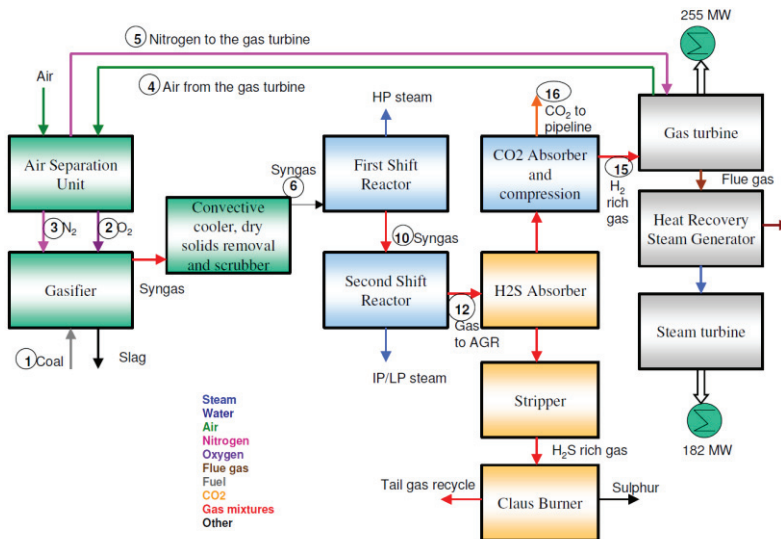 255 MW
5 Nitrogen to the gas turbine
4 Air from the gas turbine
Air
HP steam
16
CO2 to
pipeline
Air Separation
Unit
Syngas
6
First Shift
Reactor
CO2 Absorber
and
compression
15
H2
rich
gas
Gas turbine
Flue gas
3 N2
2 O2
Convective
cooler, dry
solids removal
and scrubber
10 Syngas
Heat Recovery
Steam Generator
Gasifier
Syngas
Second Shift
Reactor
12
Gas
to AGR
H2S Absorber
Steam turbine
1 Coal
Slag
IP/LP steam
Stripper
182 MW
Steam
Water
Air
Nitrogen
Oxygen
Flue gas
Fuel
CO2
Gas mixtures
Other
H2S rich gas
Tail gas recycle
Claus Burner
Sulphur